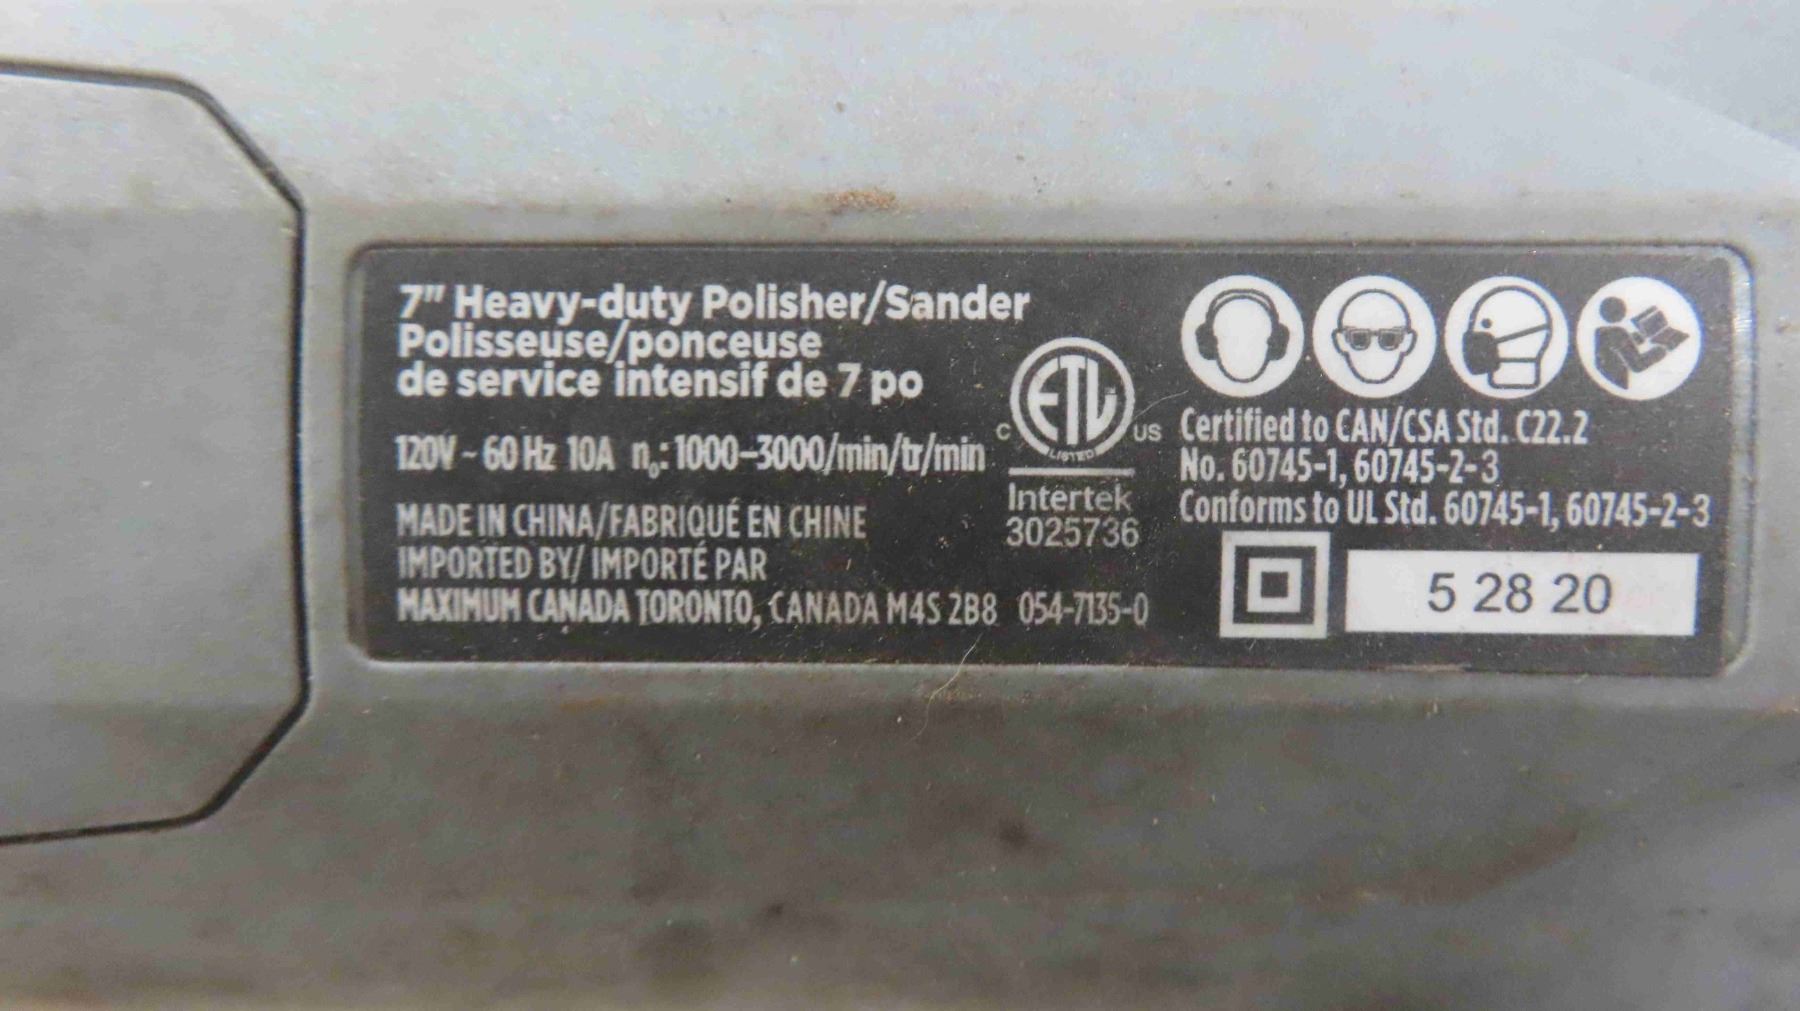 7" Heavy-duty Polisher/Sander
Polisseuse/ponceuse
de service intensif de 7 po
120V ~ 60 Hz 10A n₀: 1000–3000/min/tr/min
MADE IN CHINA/FABRIQUÉ EN CHINE
IMPORTED BY/ IMPORTÉ PAR
MAXIMUM CANADA TORONTO, CANADA M4S 2B8 054-7135-0
C ETL US
LISTED
Intertek
3025736
Certified to CAN/CSA Std. C22.2
No. 60745-1, 60745-2-3
Conforms to UL Std. 60745-1, 60745-2-3
5 28 20